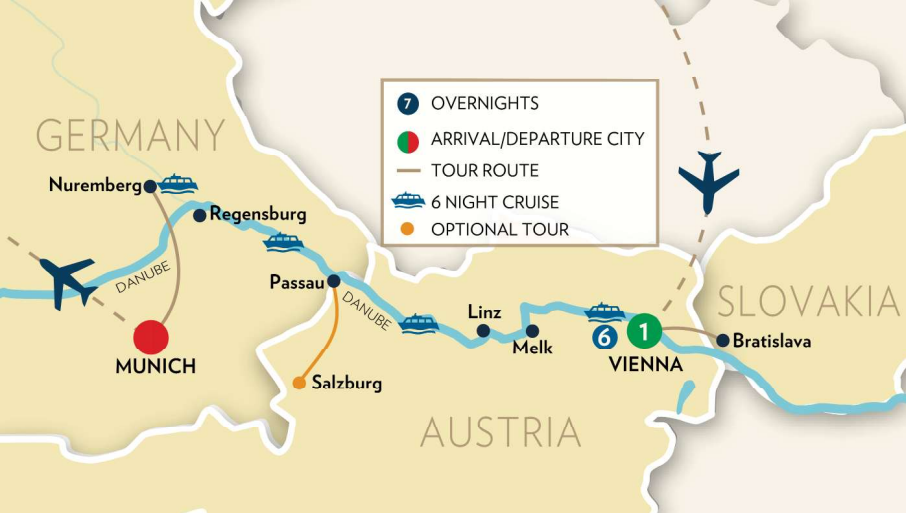 7 OVERNIGHTS
ARRIVAL/DEPARTURE CITY
TOUR ROUTE
6 NIGHT CRUISE
OPTIONAL TOUR
GERMANY
Nuremberg
Regensburg
DANUBE
Passau
DANUBE
MUNICH
Salzburg
Linz
Melk
6
1
VIENNA
SLOVAKIA
Bratislava
AUSTRIA